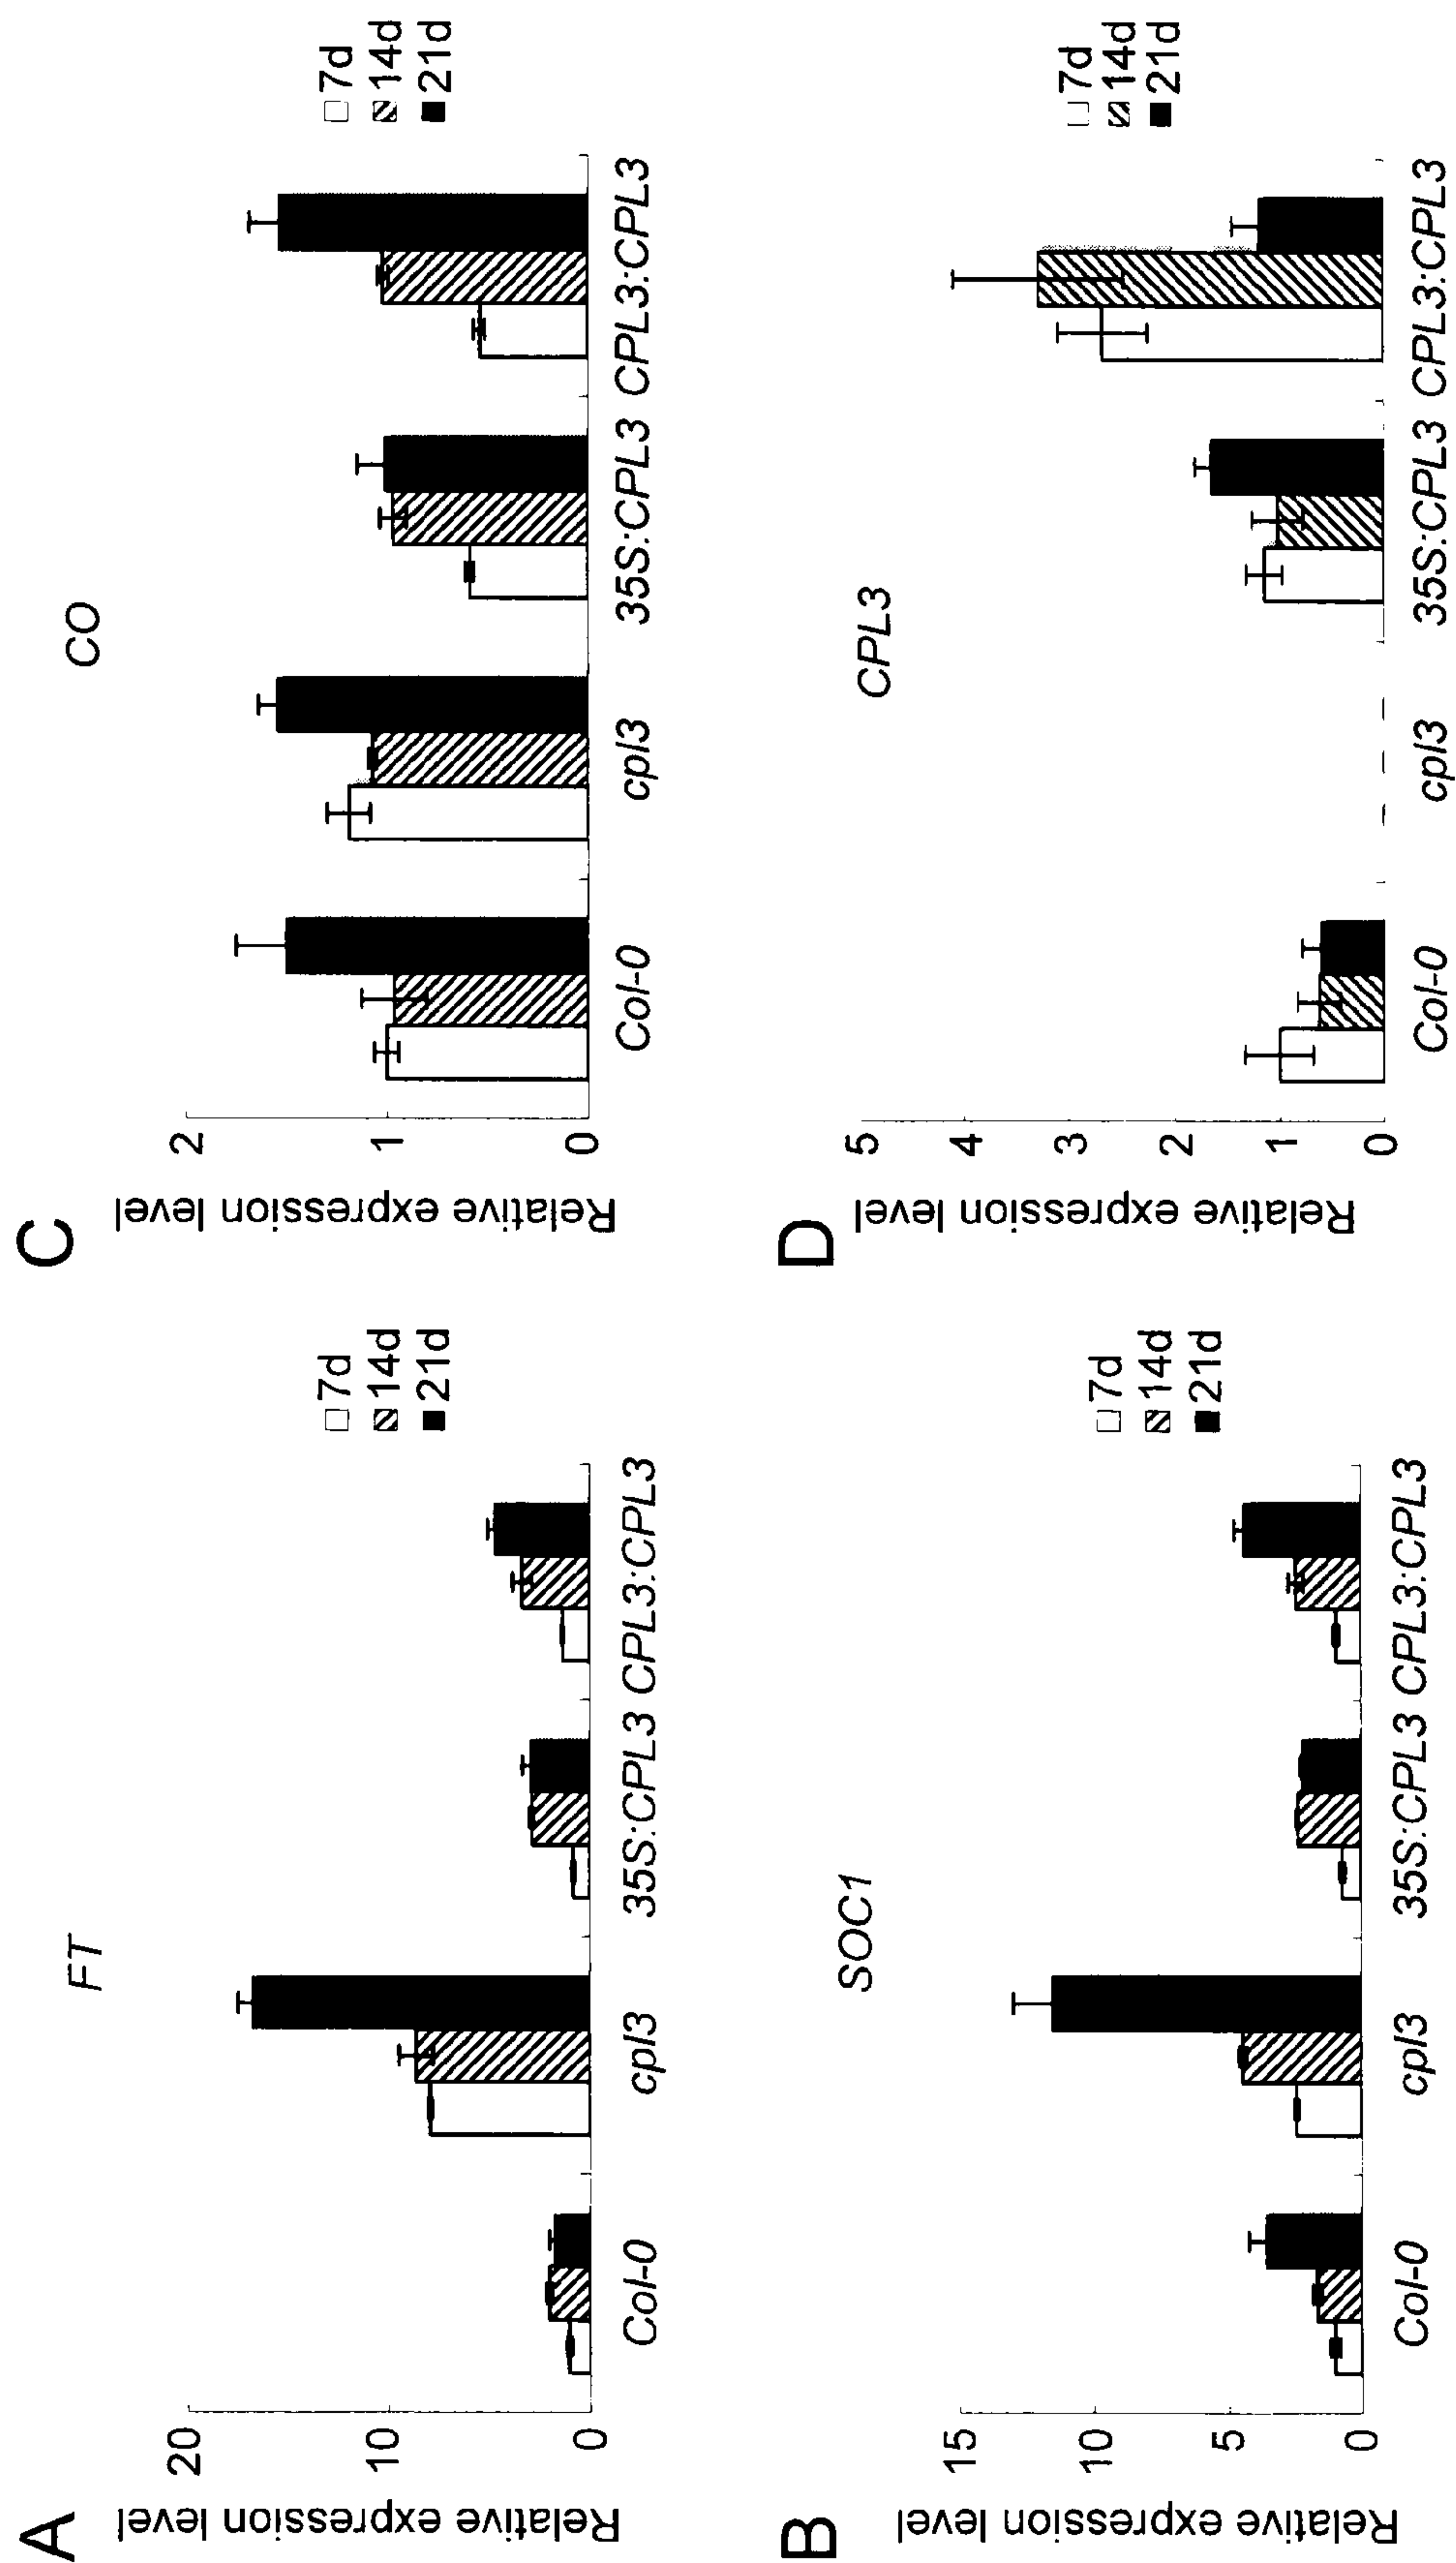 A
FT
Relative expression level
20
10
0
Col-0 cpl3 35S:CPL3 CPL3:CPL3
7d
14d
21d
B
SOC1
Relative expression level
15
10
5
0
Col-0 cpl3 35S:CPL3 CPL3:CPL3
7d
14d
21d
C
CO
Relative expression level
2
1
0
Col-0 cpl3 35S:CPL3 CPL3:CPL3
7d
14d
21d
D
CPL3
Relative expression level
5
4
3
2
1
0
Col-0 cpl3 35S:CPL3 CPL3:CPL3
7d
14d
21d